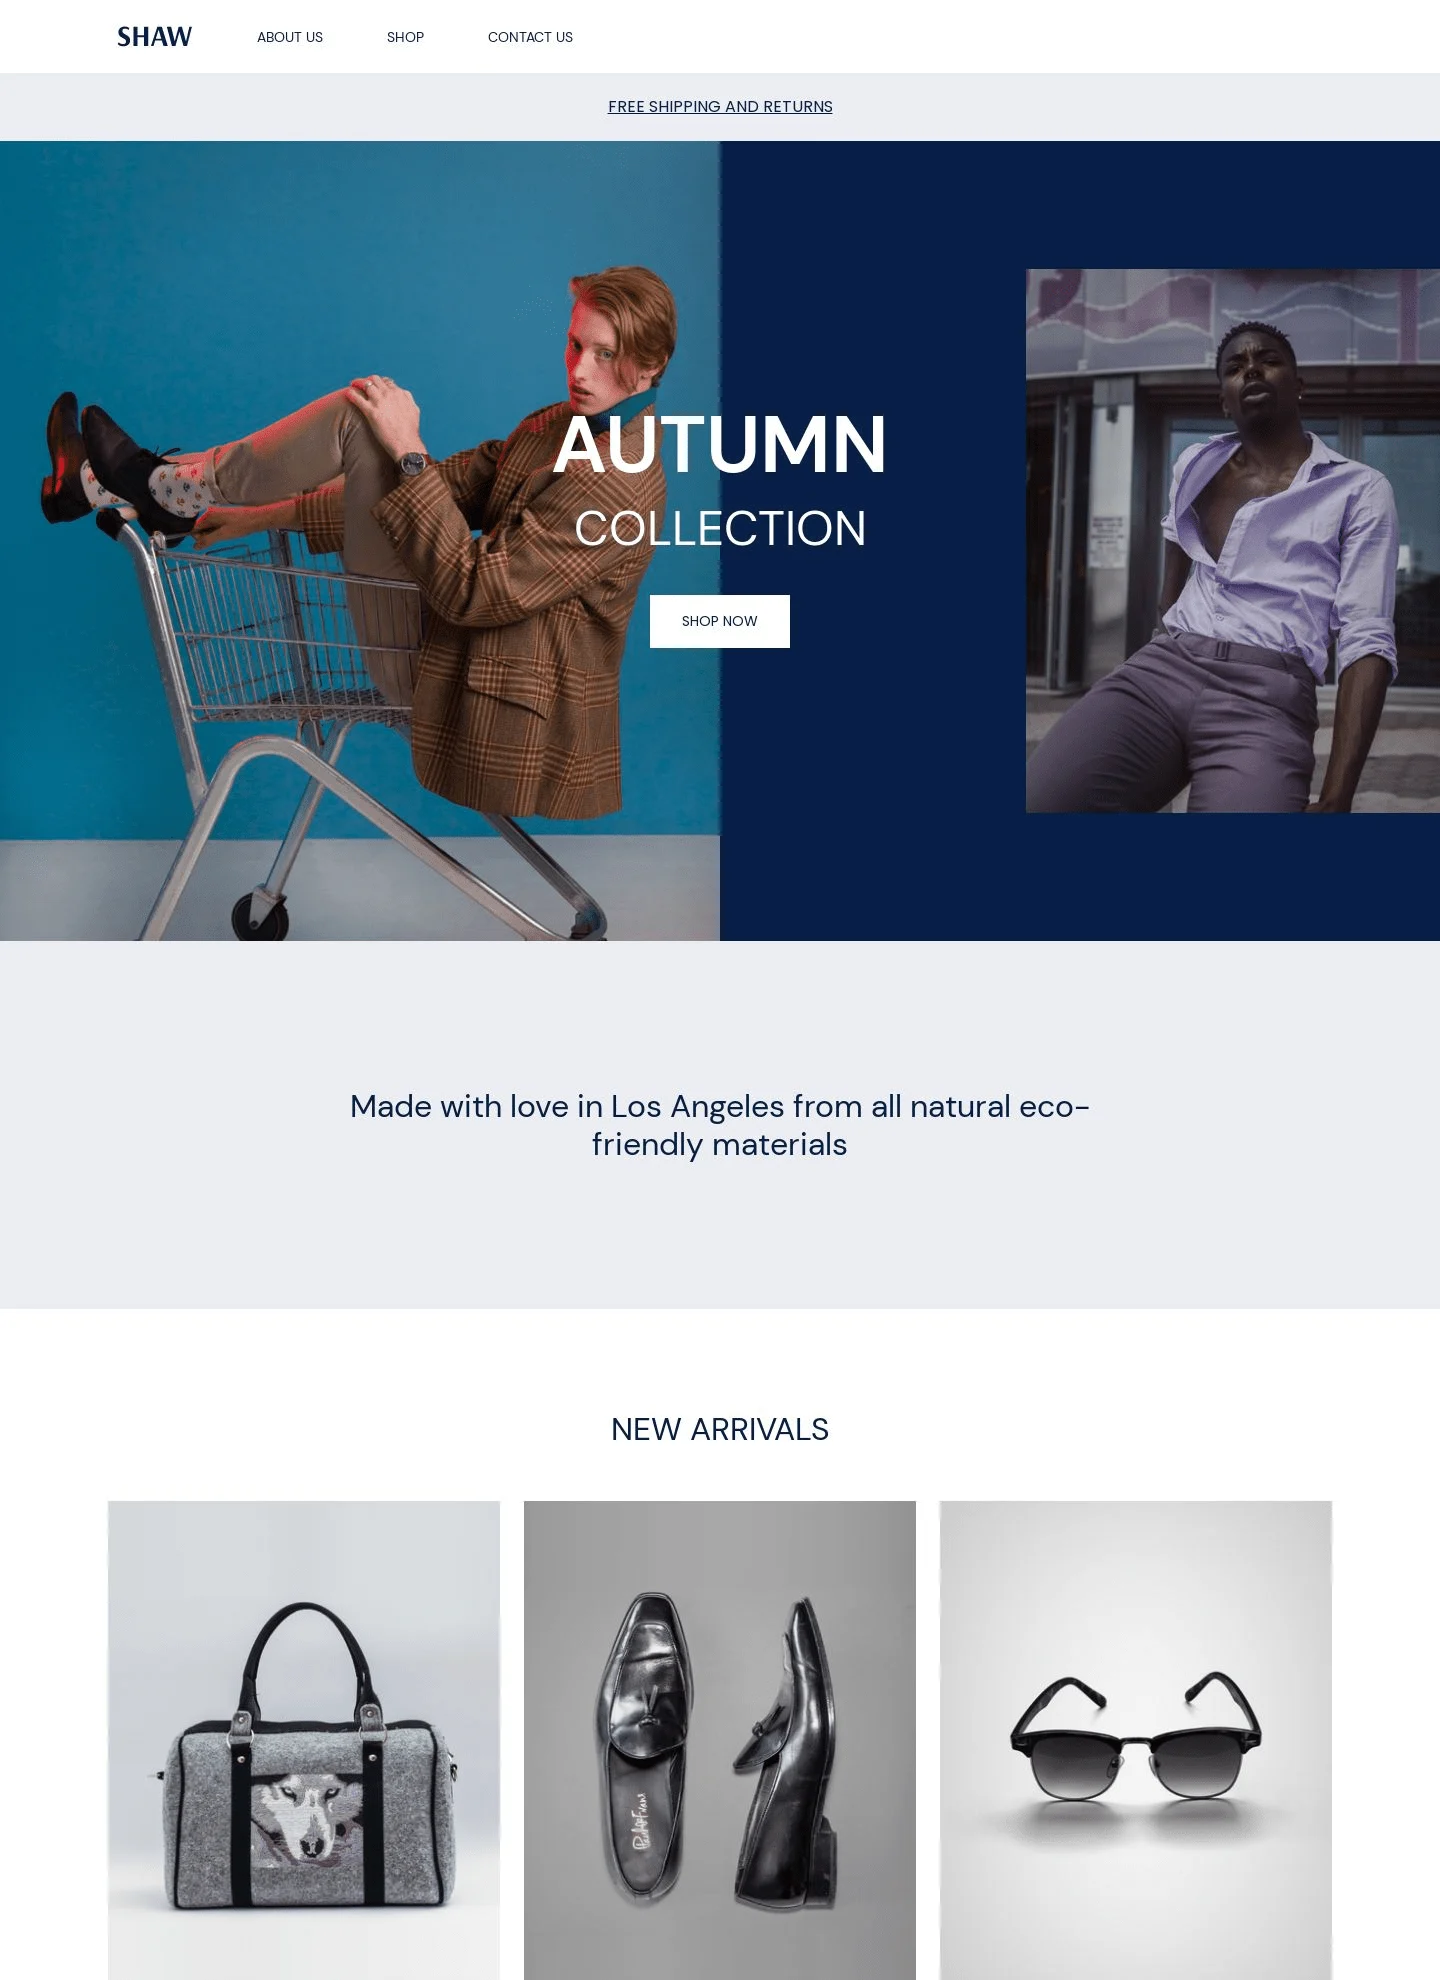 SHAW
ABOUT US
SHOP
CONTACT US
FREE SHIPPING AND RETURNS
AUTUMN
COLLECTION
SHOP NOW
Made with love in Los Angeles from all natural eco-
friendly materials
NEW ARRIVALS